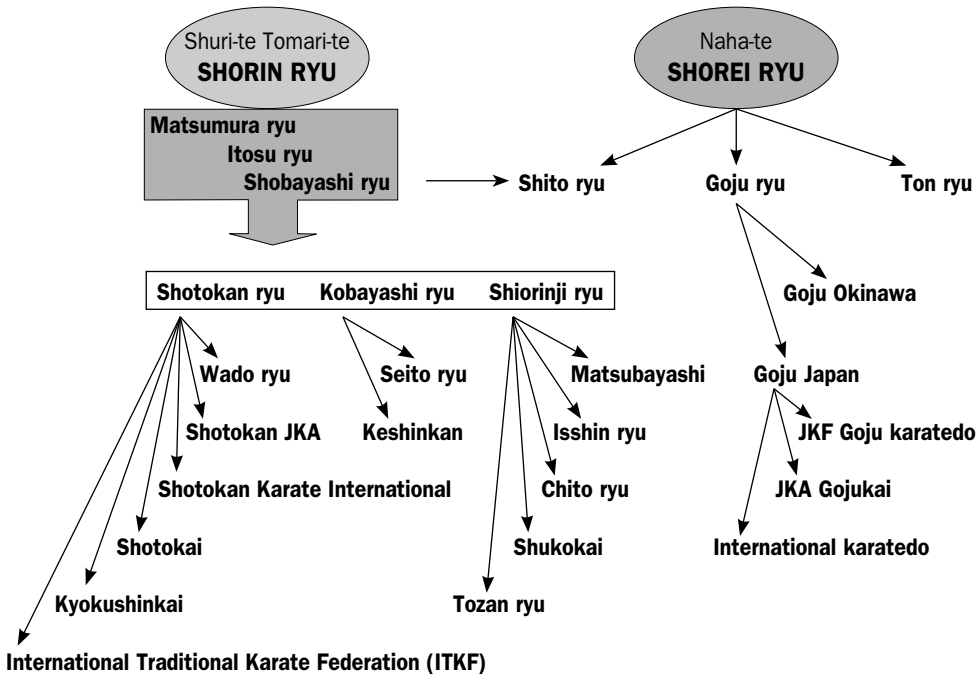 Shuri-te Tomari-te
SHORIN RYU
Naha-te
SHOREI RYU
Matsumura ryu
Itosu ryu
Shobayashi ryu
Shito ryu
Goju ryu
Ton ryu
Shotokan ryu
Kobayashi ryu
Shiorinji ryu
Goju Okinawa
Wado ryu
Seito ryu
Matsubayashi
Goju Japan
Shotokan JKA
Keshinkan
Isshin ryu
JKF Goju karatedo
Shotokan Karate International
Chito ryu
JKA Gojukai
Shotokai
Shukokai
International karatedo
Kyokushinkai
Tozan ryu
International Traditional Karate Federation (ITKF)